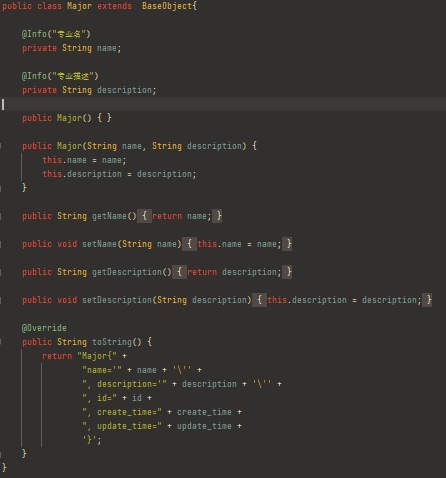 public class Major extends  BaseObject{
@Info("专业名")
private String name;
@Info("专业描述")
private String description;
public Major() { }
public Major(String name, String description) {
this.name = name;
this.description = description;
}
public String getName() { return name; }
public void setName(String name) { this.name = name; }
public String getDescription() { return description; }
public void setDescription(String description) { this.description = description; }
@Override
public String toString() {
return "Major{" +
"name='" + name + '\'' +
", description='" + description + '\'' +
", id=" + id +
", create_time=" + create_time +
", update_time=" + update_time +
'}';
}
}